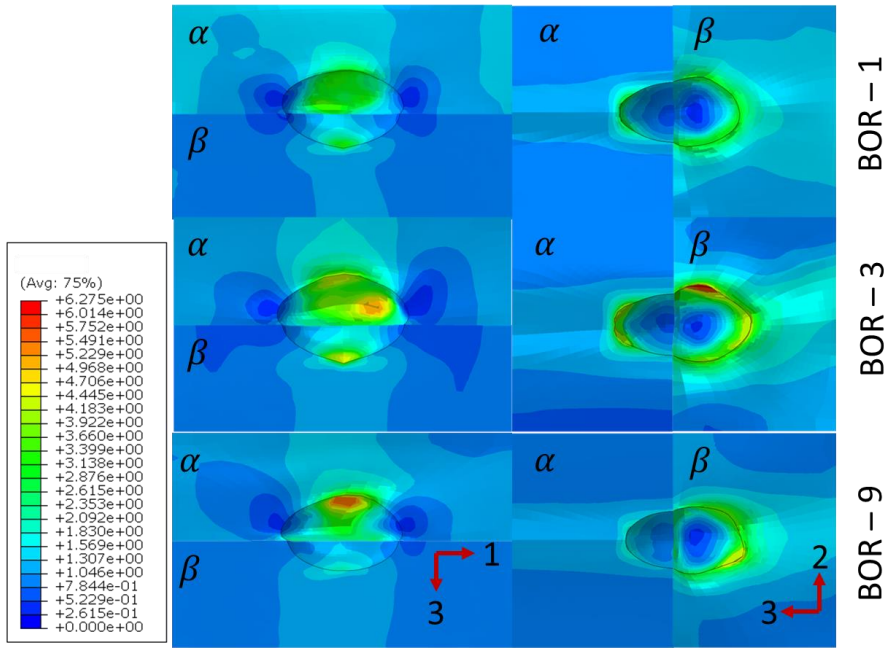 α
β
α
β
BOR – 1
α
β
α
β
BOR – 3
(Avg: 75%)
+6.275e+00
+6.014e+00
+5.752e+00
+5.491e+00
+5.229e+00
+4.968e+00
+4.706e+00
+4.445e+00
+4.183e+00
+3.922e+00
+3.660e+00
+3.399e+00
+3.138e+00
+2.876e+00
+2.615e+00
+2.353e+00
+2.092e+00
+1.830e+00
+1.569e+00
+1.307e+00
+1.046e+00
+7.844e-01
+5.229e-01
+2.615e-01
+0.000e+00
α
β
1
3
α
β
2
3
BOR – 9